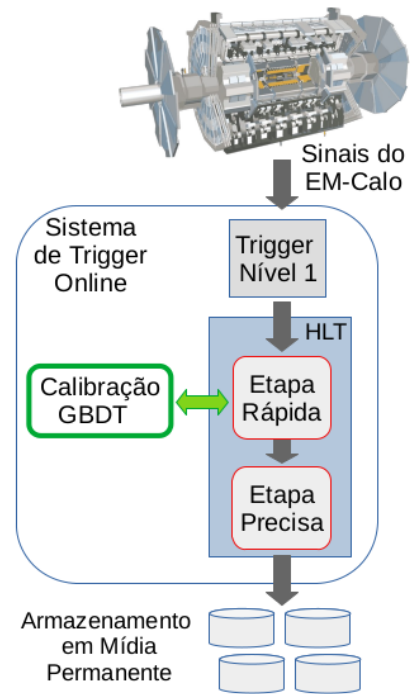 Sinais do
EM-Calo
Sistema
de Trigger
Online
Trigger
Nível 1
HLT
Calibração
GBDT
Etapa
Rápida
Etapa
Precisa
Armazenamento
em Mídia
Permanente